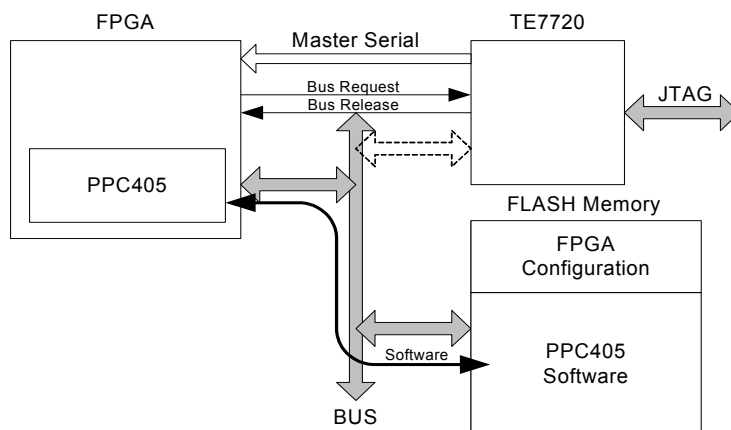 FPGA
TE7720
Master Serial
Bus Request
Bus Release
JTAG
PPC405
FLASH Memory
FPGA
Configuration
Software
PPC405
Software
BUS